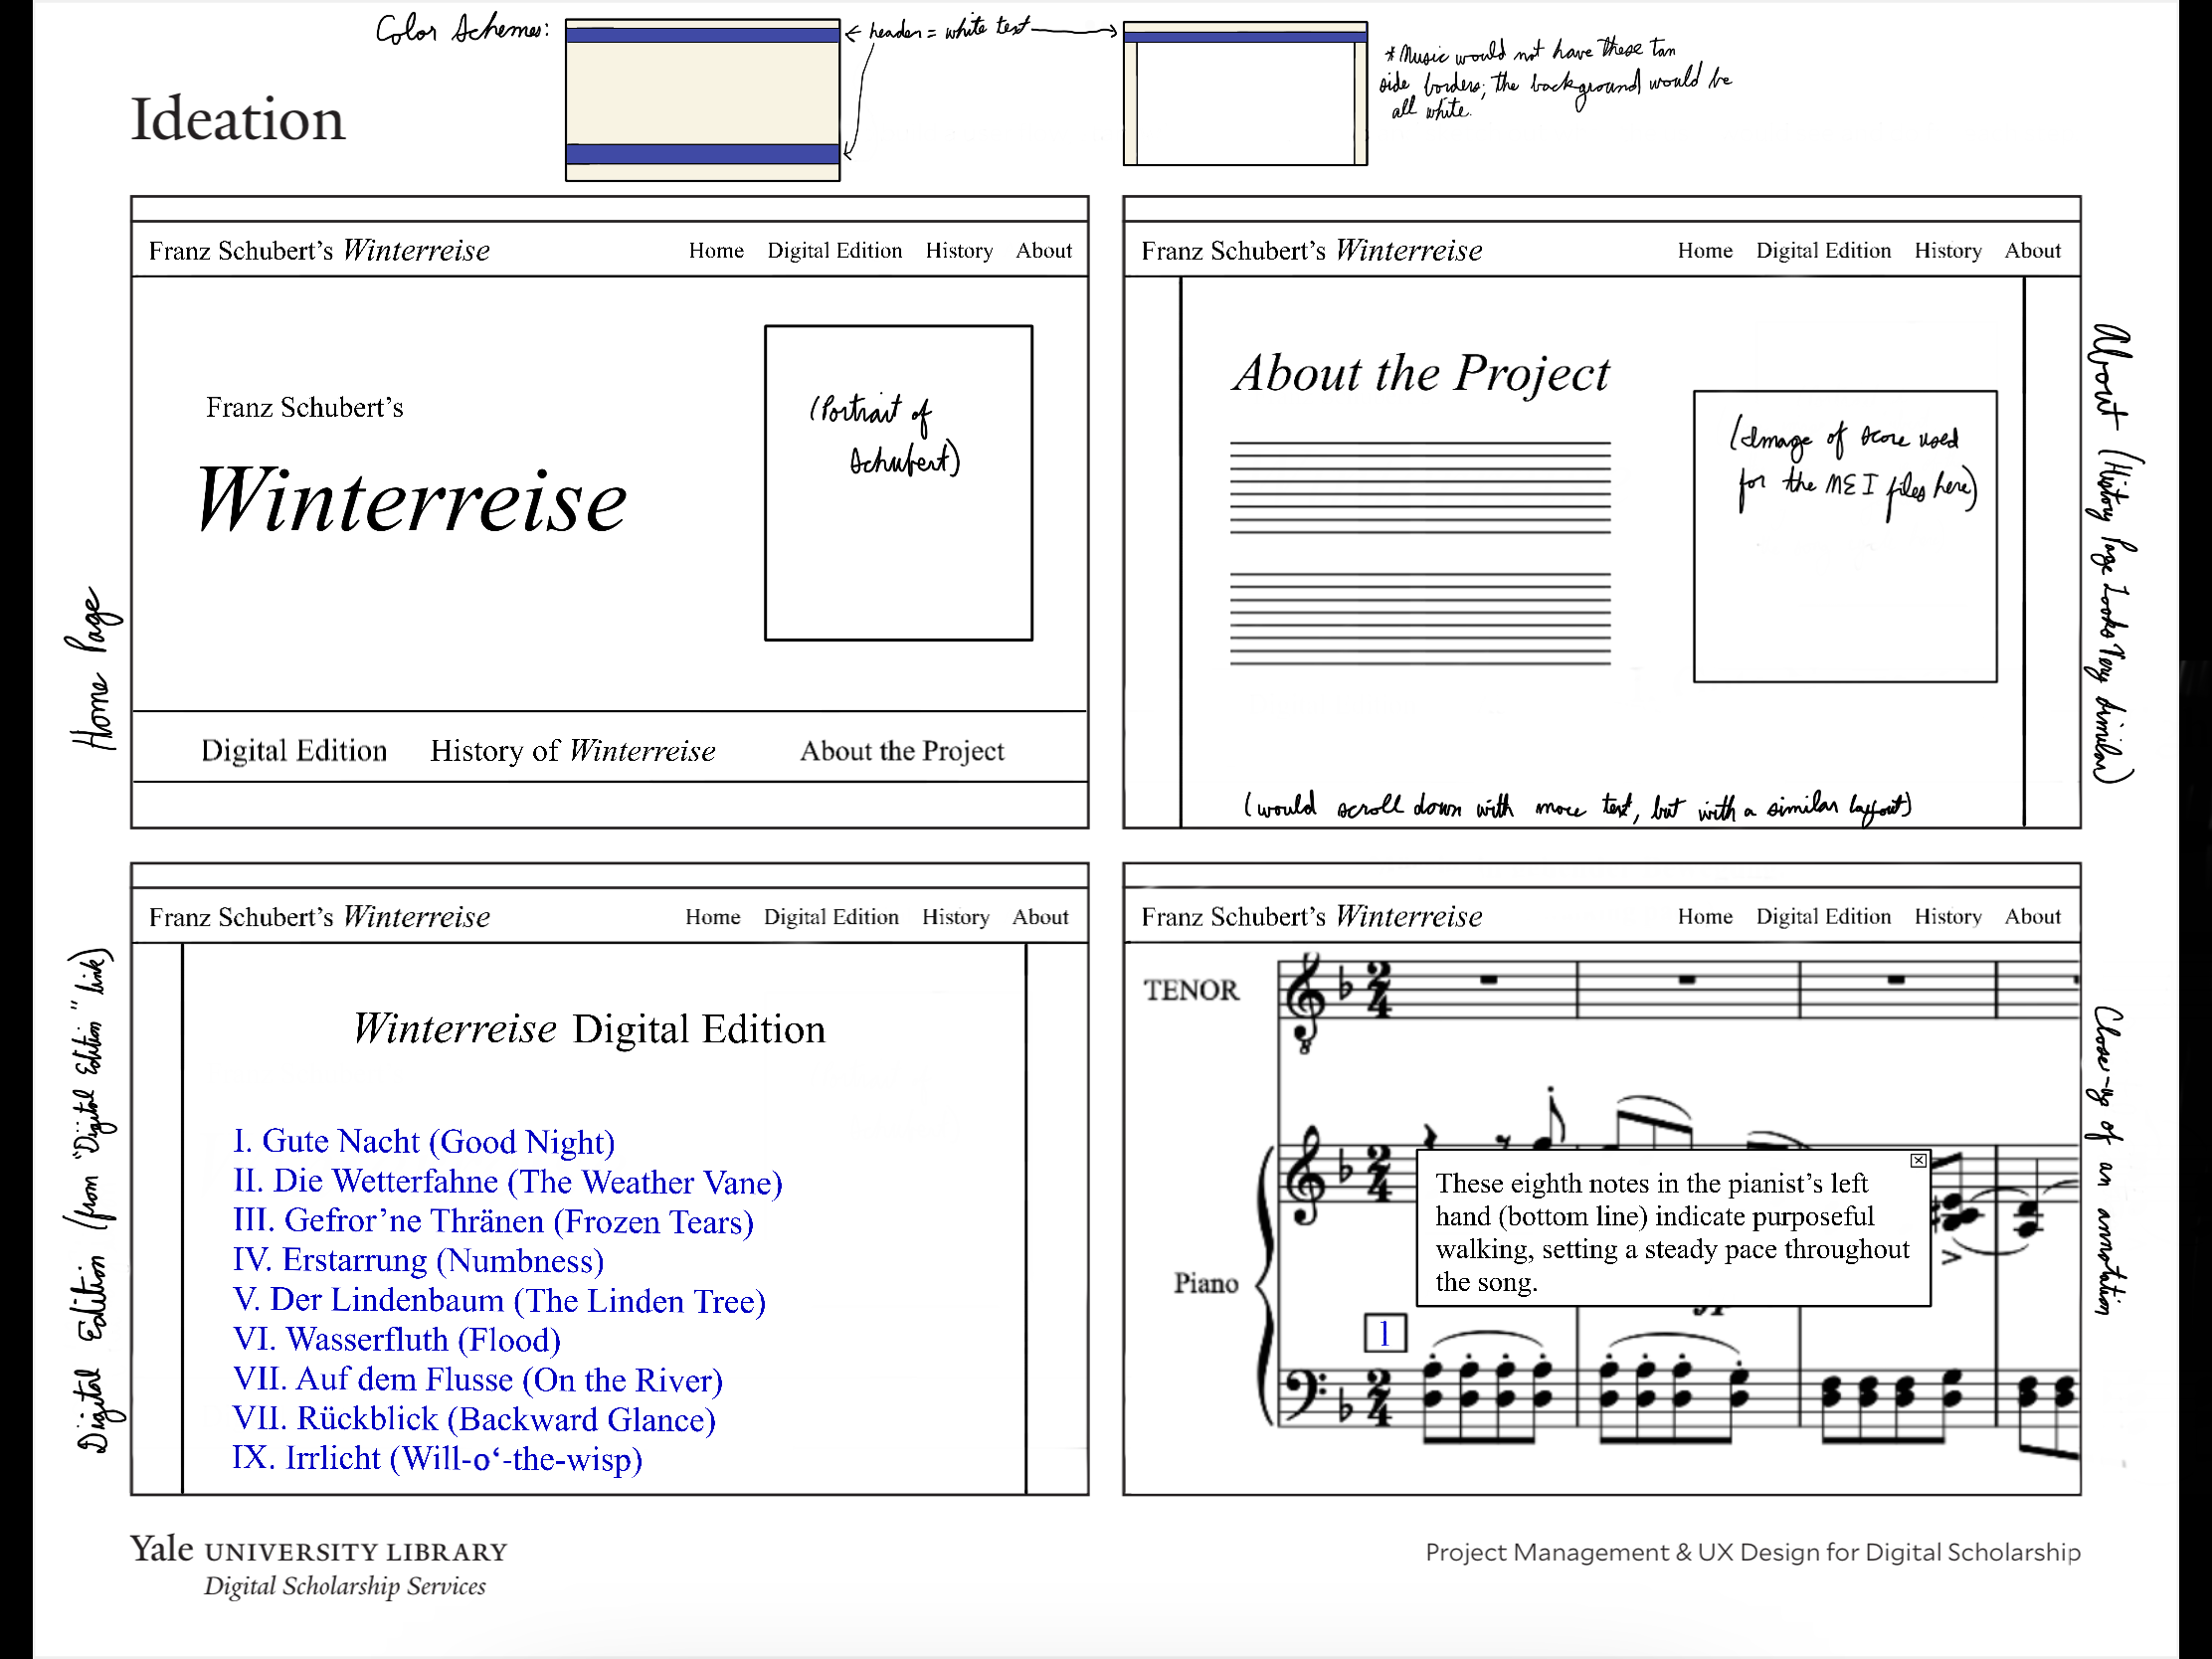 Color Schemes:
← header = white text →
* Music would not have these tan
side borders; the background would be
all white.
Ideation
Franz Schubert's Winterreise
Home Digital Edition History About
Franz Schubert's
Winterreise
(Portrait of
Schubert)
Digital Edition History of Winterreise About the Project
Home Page
Franz Schubert's Winterreise
Home Digital Edition History About
About the Project
(Image of score used
for the MEI files here)
(would scroll down with more text, but with a similar layout)
About (History Page Looks Very Similar)
Franz Schubert's Winterreise
Home Digital Edition History About
Winterreise Digital Edition
I. Gute Nacht (Good Night)
II. Die Wetterfahne (The Weather Vane)
III. Gefror'ne Thränen (Frozen Tears)
IV. Erstarrung (Numbness)
V. Der Lindenbaum (The Linden Tree)
VI. Wasserfluth (Flood)
VII. Auf dem Flusse (On the River)
VII. Rückblick (Backward Glance)
IX. Irrlicht (Will-o‘-the-wisp)
Digital Edition (from "Digital Edition" link)
Franz Schubert's Winterreise
Home Digital Edition History About
TENOR
2
4
8
Piano
2
4
These eighth notes in the pianist's left
hand (bottom line) indicate purposeful
walking, setting a steady pace throughout
the song.
1
2
4
Close-up of an annotation
Yale UNIVERSITY LIBRARY
Digital Scholarship Services
Project Management & UX Design for Digital Scholarship